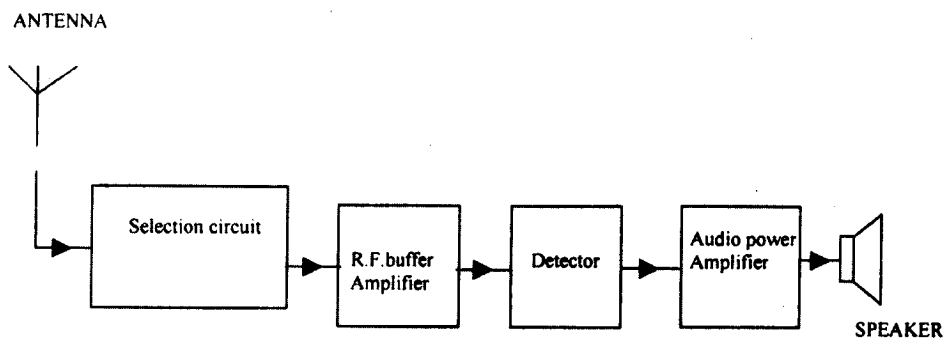 ANTENNA
Selection circuit
R.F.buffer
Amplifier
Detector
Audio power
Amplifier
SPEAKER